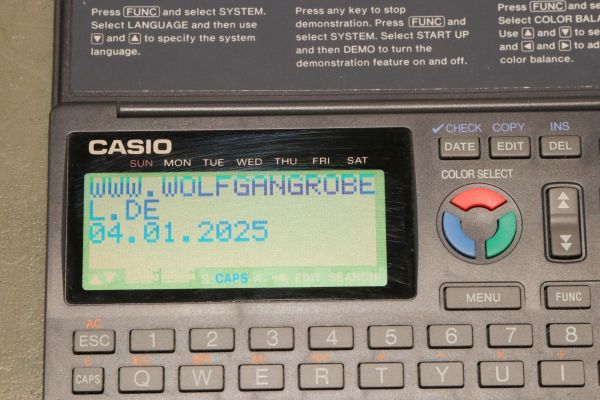 Press FUNC and select SYSTEM.
Select LANGUAGE and then use
▼ and ▲ to specify the system
language.
Press any key to stop
demonstration. Press FUNC and
select SYSTEM. Select START UP
and then DEMO to turn the
demonstration feature on and off.
Press FUNC and
Select COLOR BALA
Use ▲ and ▼ to se
and ◀ and ▶ to ad
color balance.
CASIO
SUN MON TUE WED THU FRI SAT
WWW.WOLFGANGROBE
L.DE
04.01.2025
CAPS EDIT SEARCH
✓CHECK COPY INS
DATE EDIT DEL
COLOR SELECT
MENU FUNC
AC
ESC 1 2 3 4 5 6 7 8
C
CAPS Q W E R T Y U I